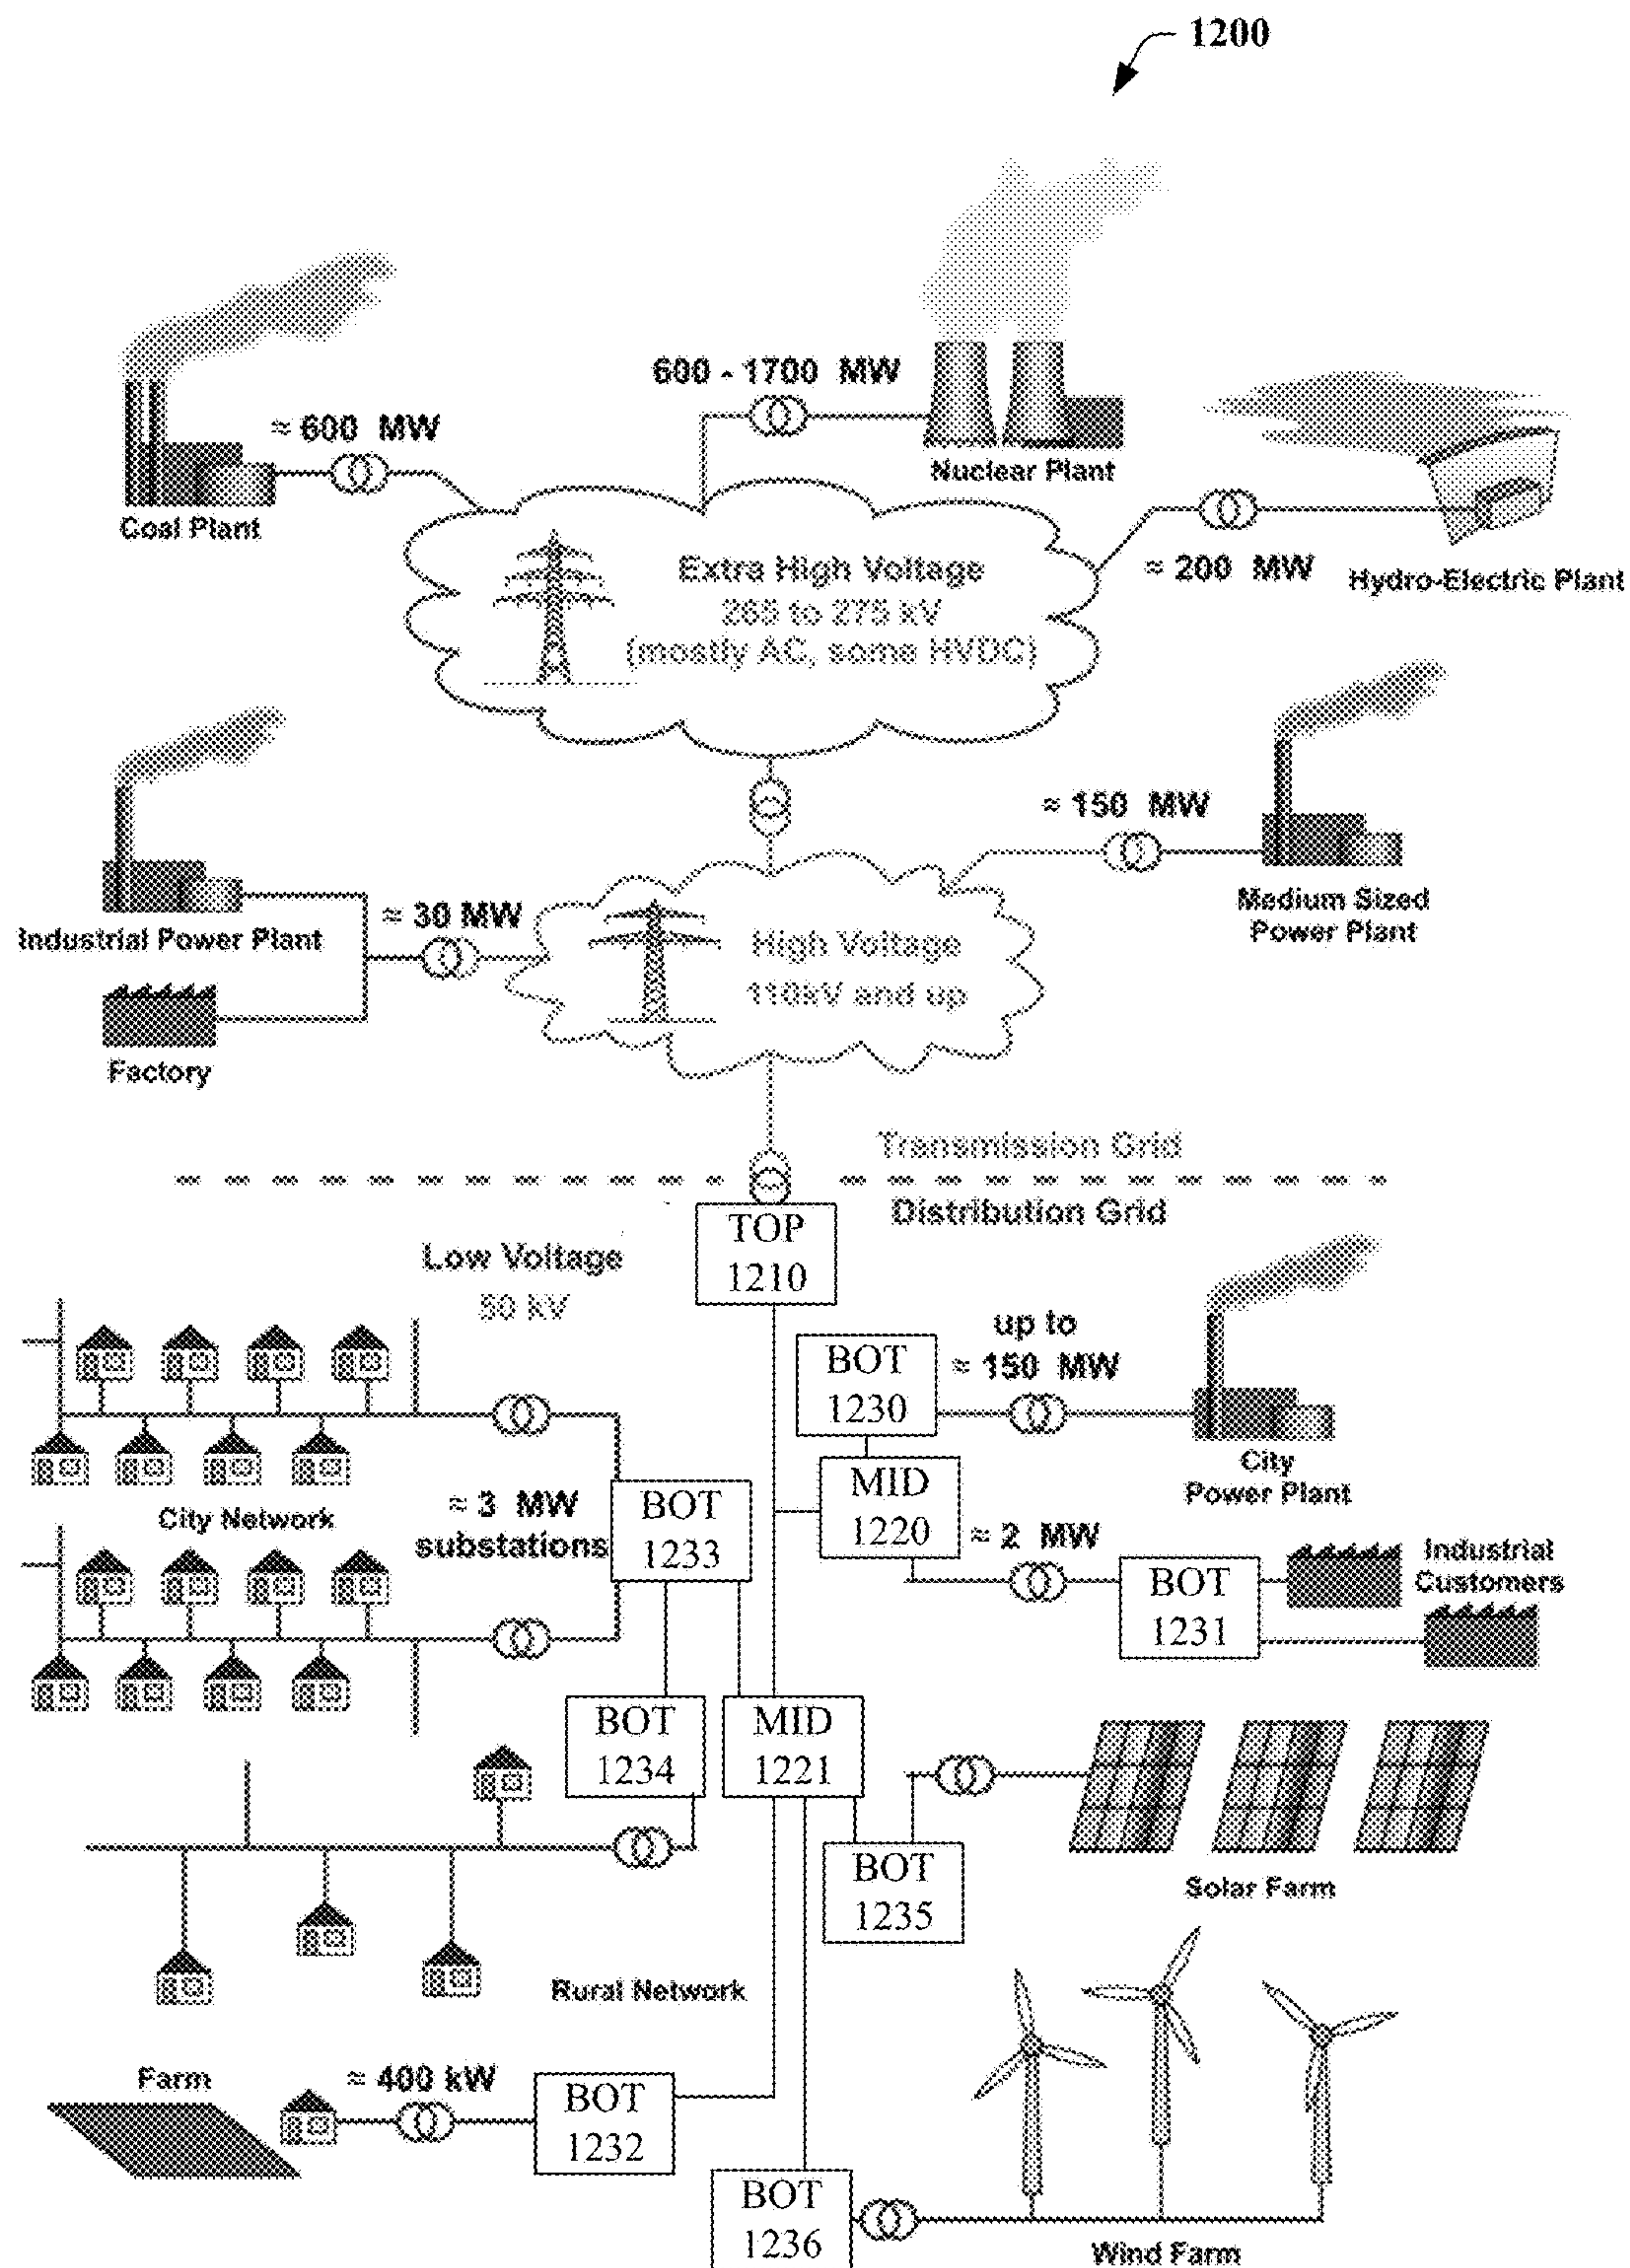 1200
600 - 1700 MW
≈ 600 MW
Nuclear Plant
Coal Plant
Extra High Voltage
265 to 275 kV
(mostly AC, some HVDC)
≈ 200 MW
Hydro-Electric Plant
≈ 150 MW
Medium Sized
Power Plant
≈ 30 MW
Industrial Power Plant
High Voltage
110kV and up
Factory
Transmission Grid
Distribution Grid
TOP
1210
Low Voltage
50 kV
up to
≈ 150 MW
BOT
1230
City
Power Plant
MID
1220
≈ 3 MW
substations
City Network
BOT
1233
≈ 2 MW
BOT
1231
Industrial
Customers
BOT
1234
MID
1221
BOT
1235
Solar Farm
Rural Network
Farm
≈ 400 kW
BOT
1232
BOT
1236
Wind Farm